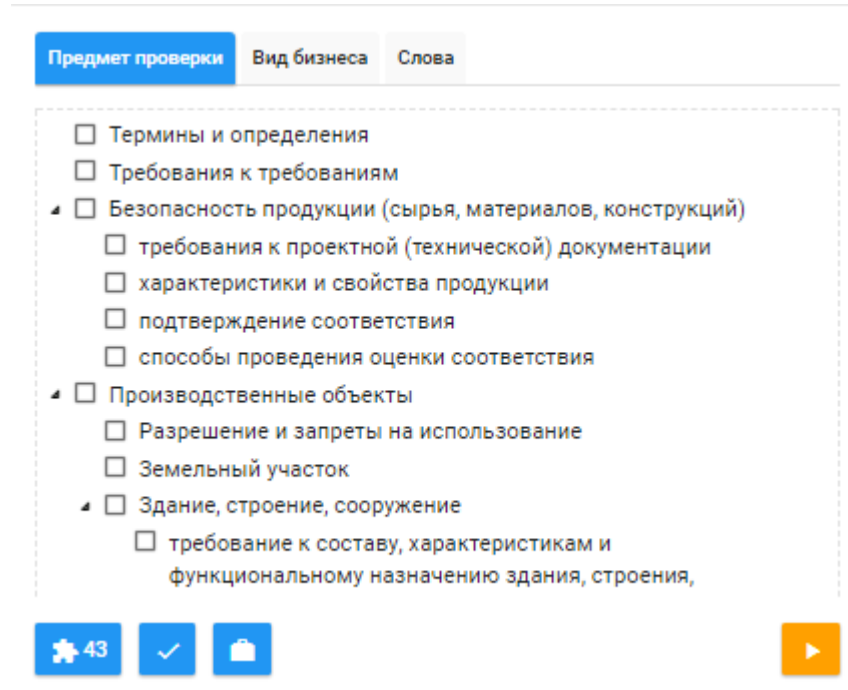 Предмет проверки Вид бизнеса Слова
Термины и определения
Требования к требованиям
Безопасность продукции (сырья, материалов, конструкций)
требования к проектной (технической) документации
характеристики и свойства продукции
подтверждение соответствия
способы проведения оценки соответствия
Производственные объекты
Разрешение и запреты на использование
Земельный участок
Здание, строение, сооружение
требование к составу, характеристикам и
функциональному назначению здания, строения,
43